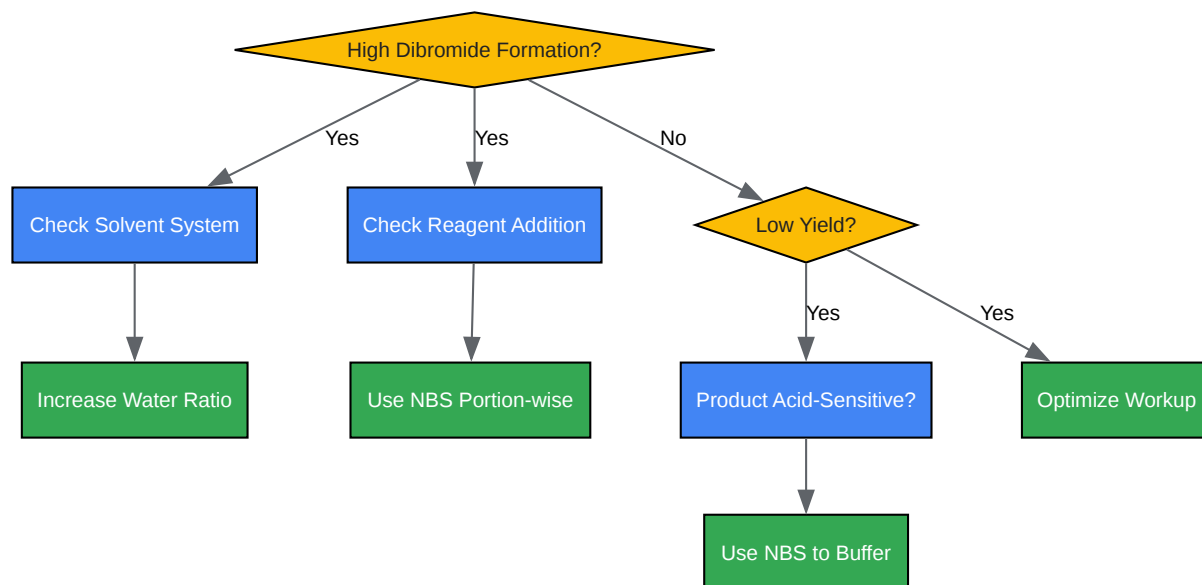 High Dibromide Formation?
Yes
Yes
No
Check Solvent System
Check Reagent Addition
Low Yield?
Yes
Yes
Increase Water Ratio
Use NBS Portion-wise
Product Acid-Sensitive?
Optimize Workup
Use NBS to Buffer